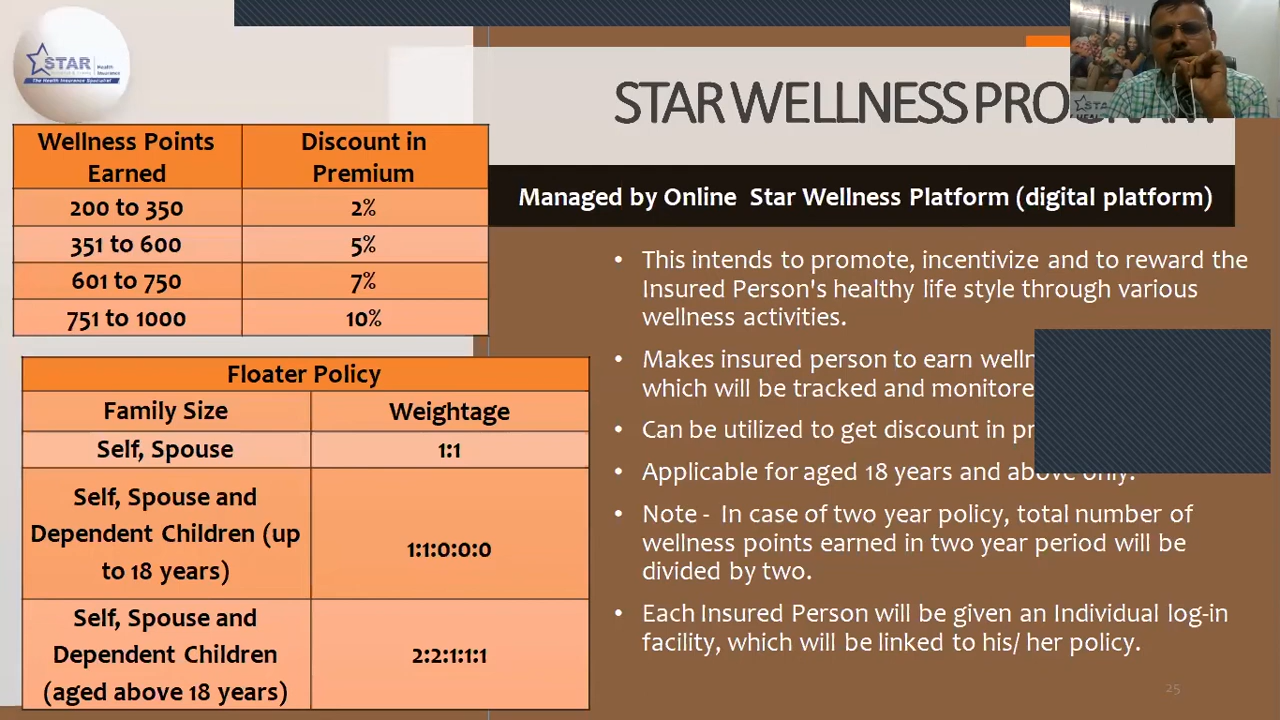 STAR Health Insurance
The Health Insurance Specialist
STAR WELLNESS
Managed by Online Star Wellness Platform (digital platform)
Wellness Points Earned | Discount in Premium
200 to 350 | 2%
351 to 600 | 5%
601 to 750 | 7%
751 to 1000 | 10%
Floater Policy
Family Size | Weightage
Self, Spouse | 1:1
Self, Spouse and Dependent Children (up to 18 years) | 1:1:0:0:0
Self, Spouse and Dependent Children (aged above 18 years) | 2:2:1:1:1
• This intends to promote, incentivize and to reward the
Insured Person's healthy life style through various
wellness activities.
• Makes insured person to earn
which will be tracked and
• Can be utilized to get discount in
• Applicable for aged 18 years and above only.
• Note - In case of two year policy, total number of
wellness points earned in two year period will be
divided by two.
• Each Insured Person will be given an Individual log-in
facility, which will be linked to his/ her policy.
25